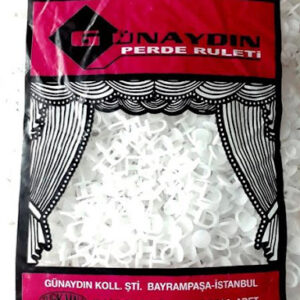 GÜNAYDIN
PERDE RULETİ
GÜNAYDIN KOLL. ŞTİ. BAYRAMPAŞA-İSTANBUL